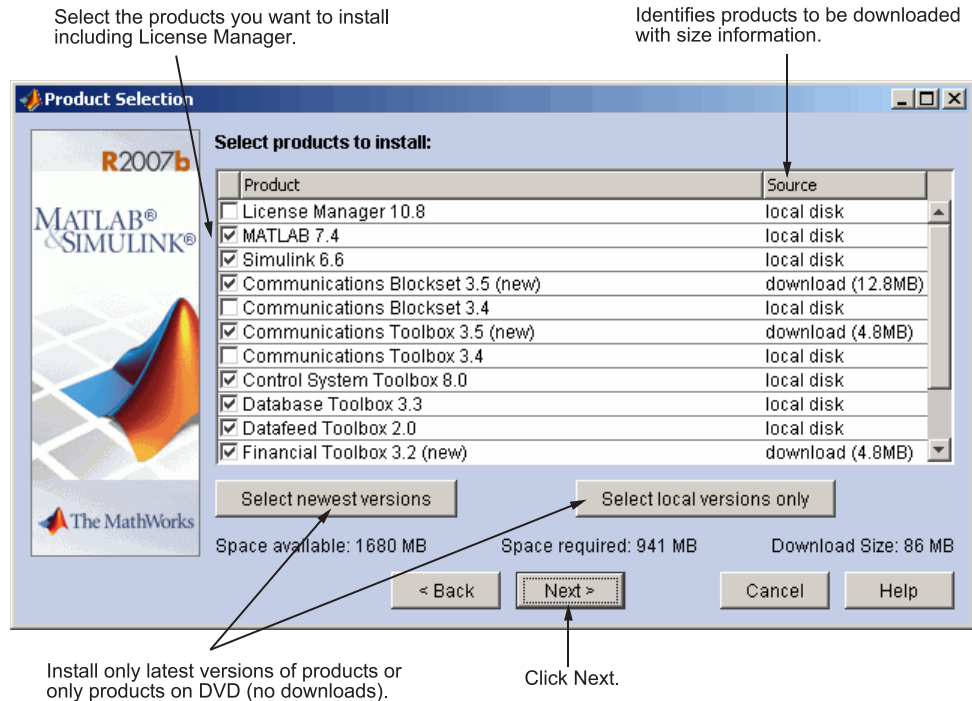 Select the products you want to install
including License Manager.
Identifies products to be downloaded
with size information.
Product Selection
R2007b
MATLAB®
&SIMULINK®
The MathWorks
Select products to install:
Product Source
License Manager 10.8 local disk
MATLAB 7.4 local disk
Simulink 6.6 local disk
Communications Blockset 3.5 (new) download (12.8MB)
Communications Blockset 3.4 local disk
Communications Toolbox 3.5 (new) download (4.8MB)
Communications Toolbox 3.4 local disk
Control System Toolbox 8.0 local disk
Database Toolbox 3.3 local disk
Datafeed Toolbox 2.0 local disk
Financial Toolbox 3.2 (new) download (4.8MB)
Select newest versions Select local versions only
Space available: 1680 MB Space required: 941 MB Download Size: 86 MB
< Back Next > Cancel Help
Install only latest versions of products or
only products on DVD (no downloads).
Click Next.